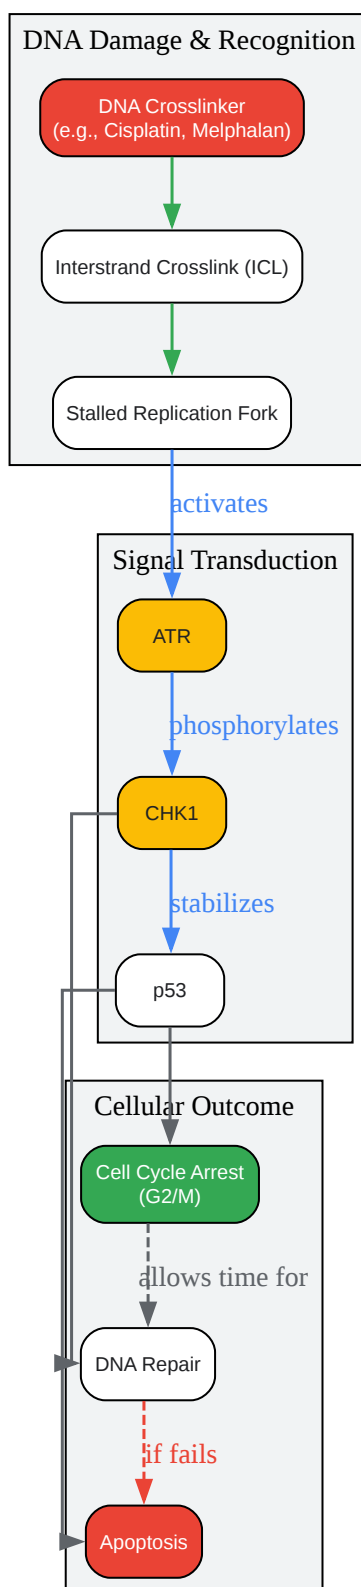 DNA Damage & Recognition
DNA Crosslinker
(e.g., Cisplatin, Melphalan)
Interstrand Crosslink (ICL)
Stalled Replication Fork
activates
Signal Transduction
ATR
phosphorylates
CHK1
stabilizes
p53
Cellular Outcome
Cell Cycle Arrest
(G2/M)
allows time for
DNA Repair
if fails
Apoptosis